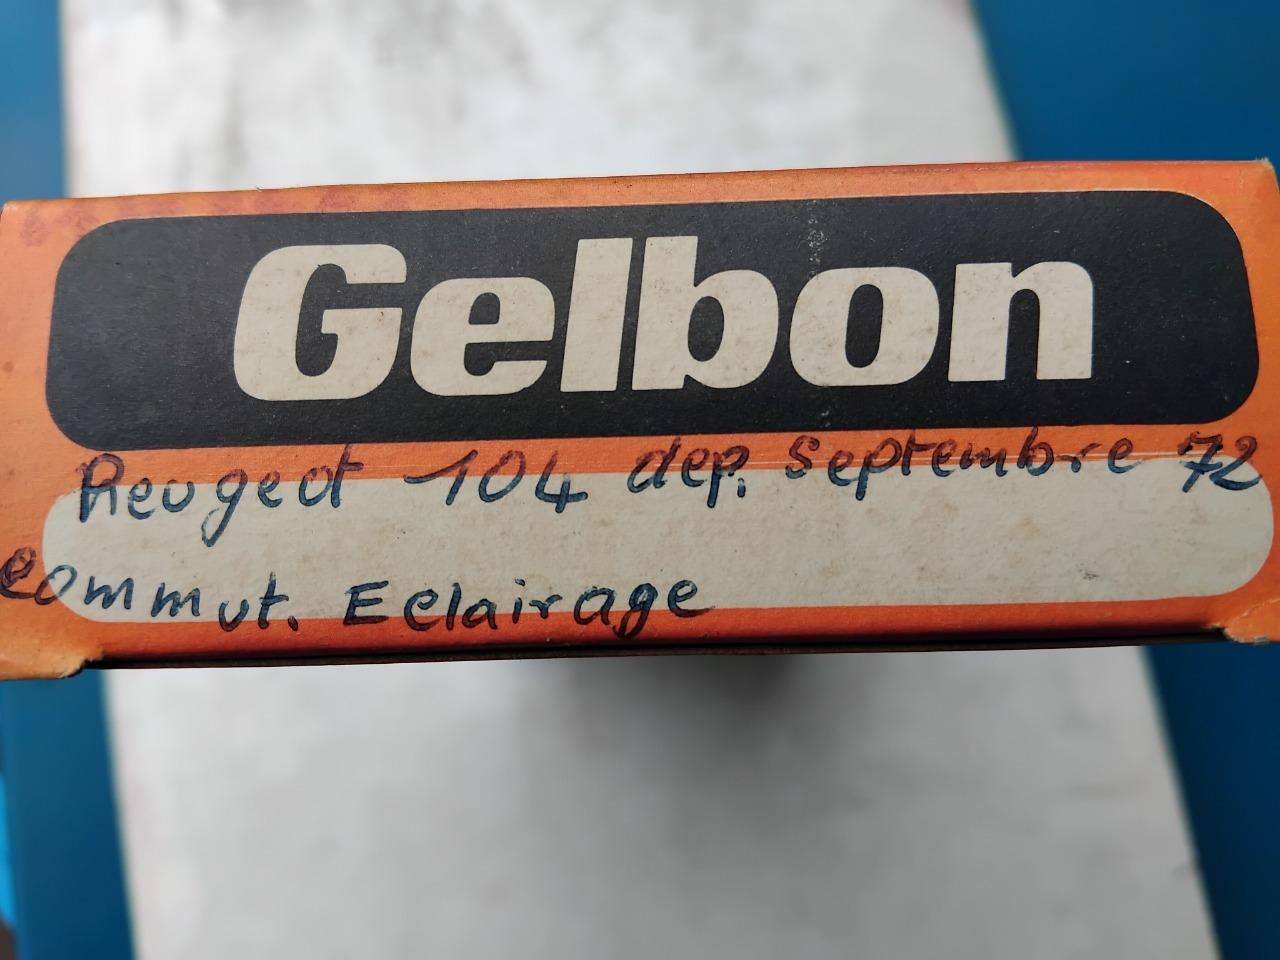 Gelbon
Peugeot 104 dep. Septembre 72
commut. Eclairage